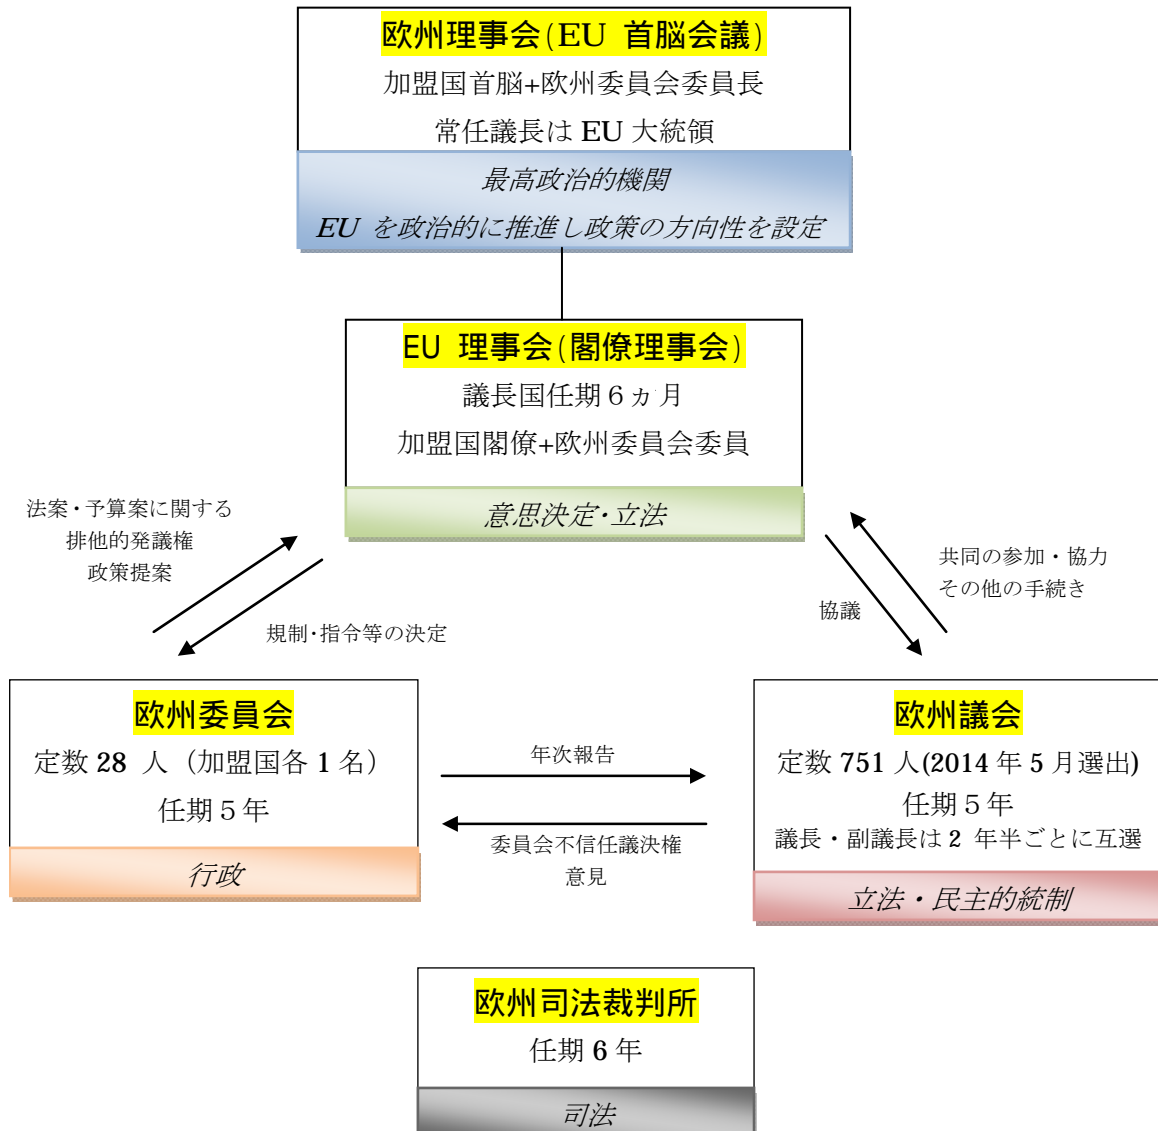 欧州理事会(EU 首脳会議)
加盟国首脳+欧州委員会委員長
常任議長は EU 大統領
最高政治的機関
EU を政治的に推進し政策の方向性を設定
EU 理事会(閣僚理事会)
議長国任期６ヵ月
加盟国閣僚+欧州委員会委員
意思決定･立法
法案・予算案に関する
排他的発議権
政策提案
規制･指令等の決定
共同の参加・協力
その他の手続き
協議
欧州委員会
定数 28 人（加盟国各 1 名）
任期５年
行政
年次報告
委員会不信任議決権
意見
欧州議会
定数 751 人(2014 年 5 月選出)
任期５年
議長・副議長は 2 年半ごとに互選
立法・民主的統制
欧州司法裁判所
任期 6 年
司法